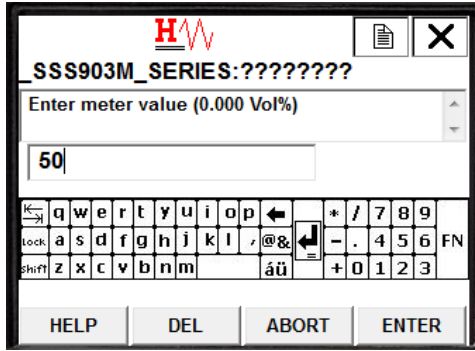 H
_SSS903M_SERIES:????????
Enter meter value (0.000 Vol%)
50
q w e r t y u i o p * / 7 8 9
Lock a s d f g h j k l , @& - . 4 5 6 FN
Shift z x c v b n m áü = + 0 1 2 3
HELP DEL ABORT ENTER